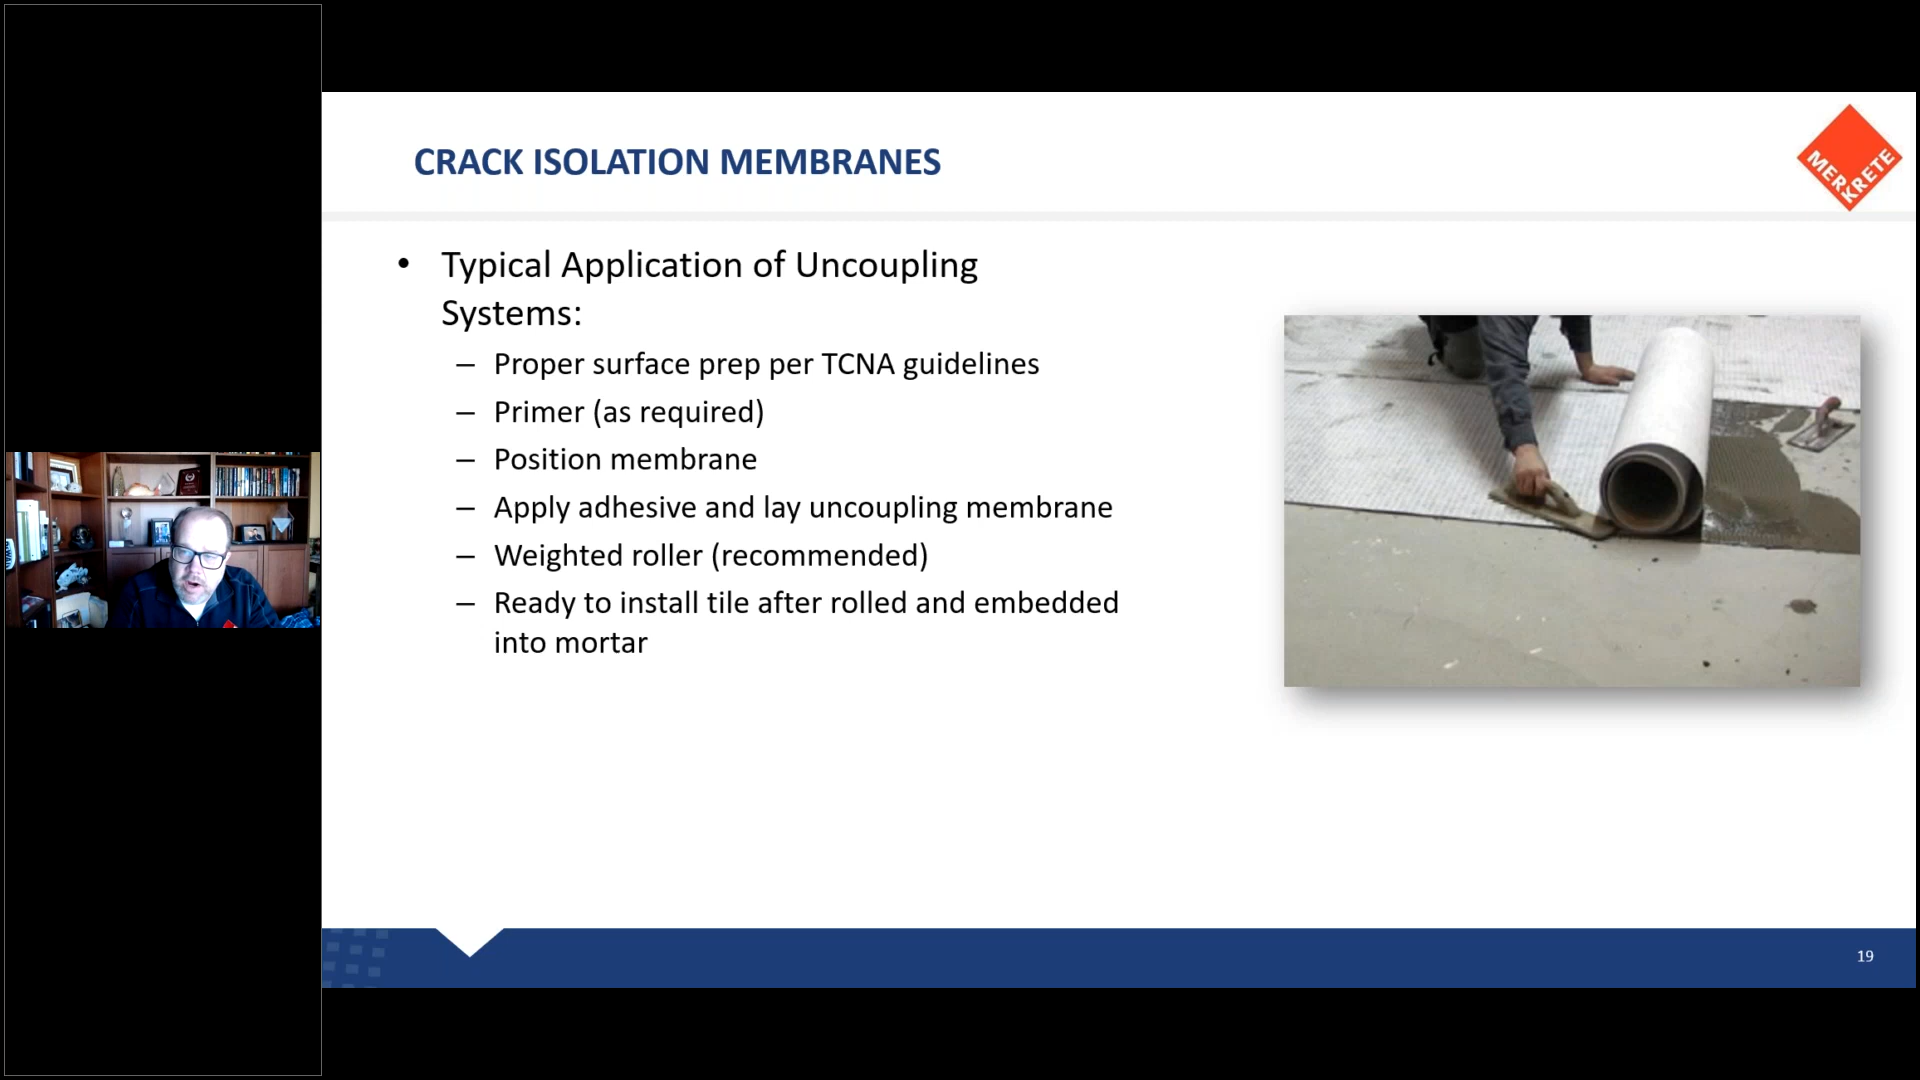 CRACK ISOLATION MEMBRANES
MERKRETE
• Typical Application of Uncoupling
Systems:
– Proper surface prep per TCNA guidelines
– Primer (as required)
– Position membrane
– Apply adhesive and lay uncoupling membrane
– Weighted roller (recommended)
– Ready to install tile after rolled and embedded
into mortar
19